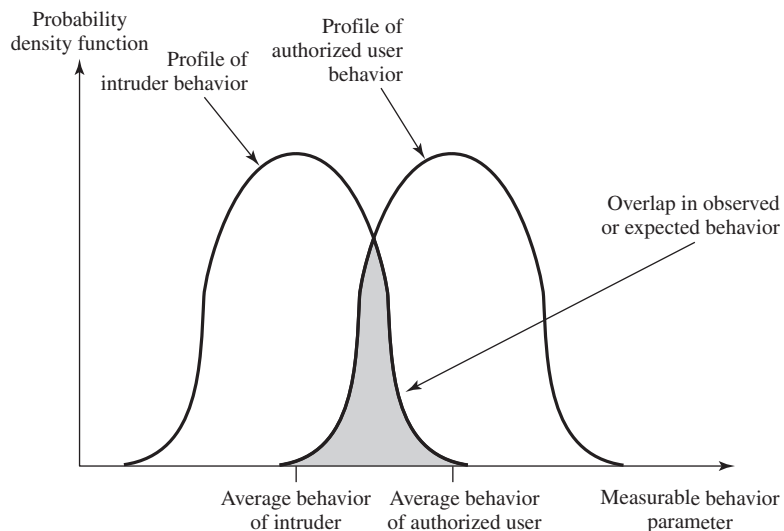 Probability
density function
Profile of
intruder behavior
Profile of
authorized user
behavior
Overlap in observed
or expected behavior
Average behavior
of intruder
Average behavior
of authorized user
Measurable behavior
parameter